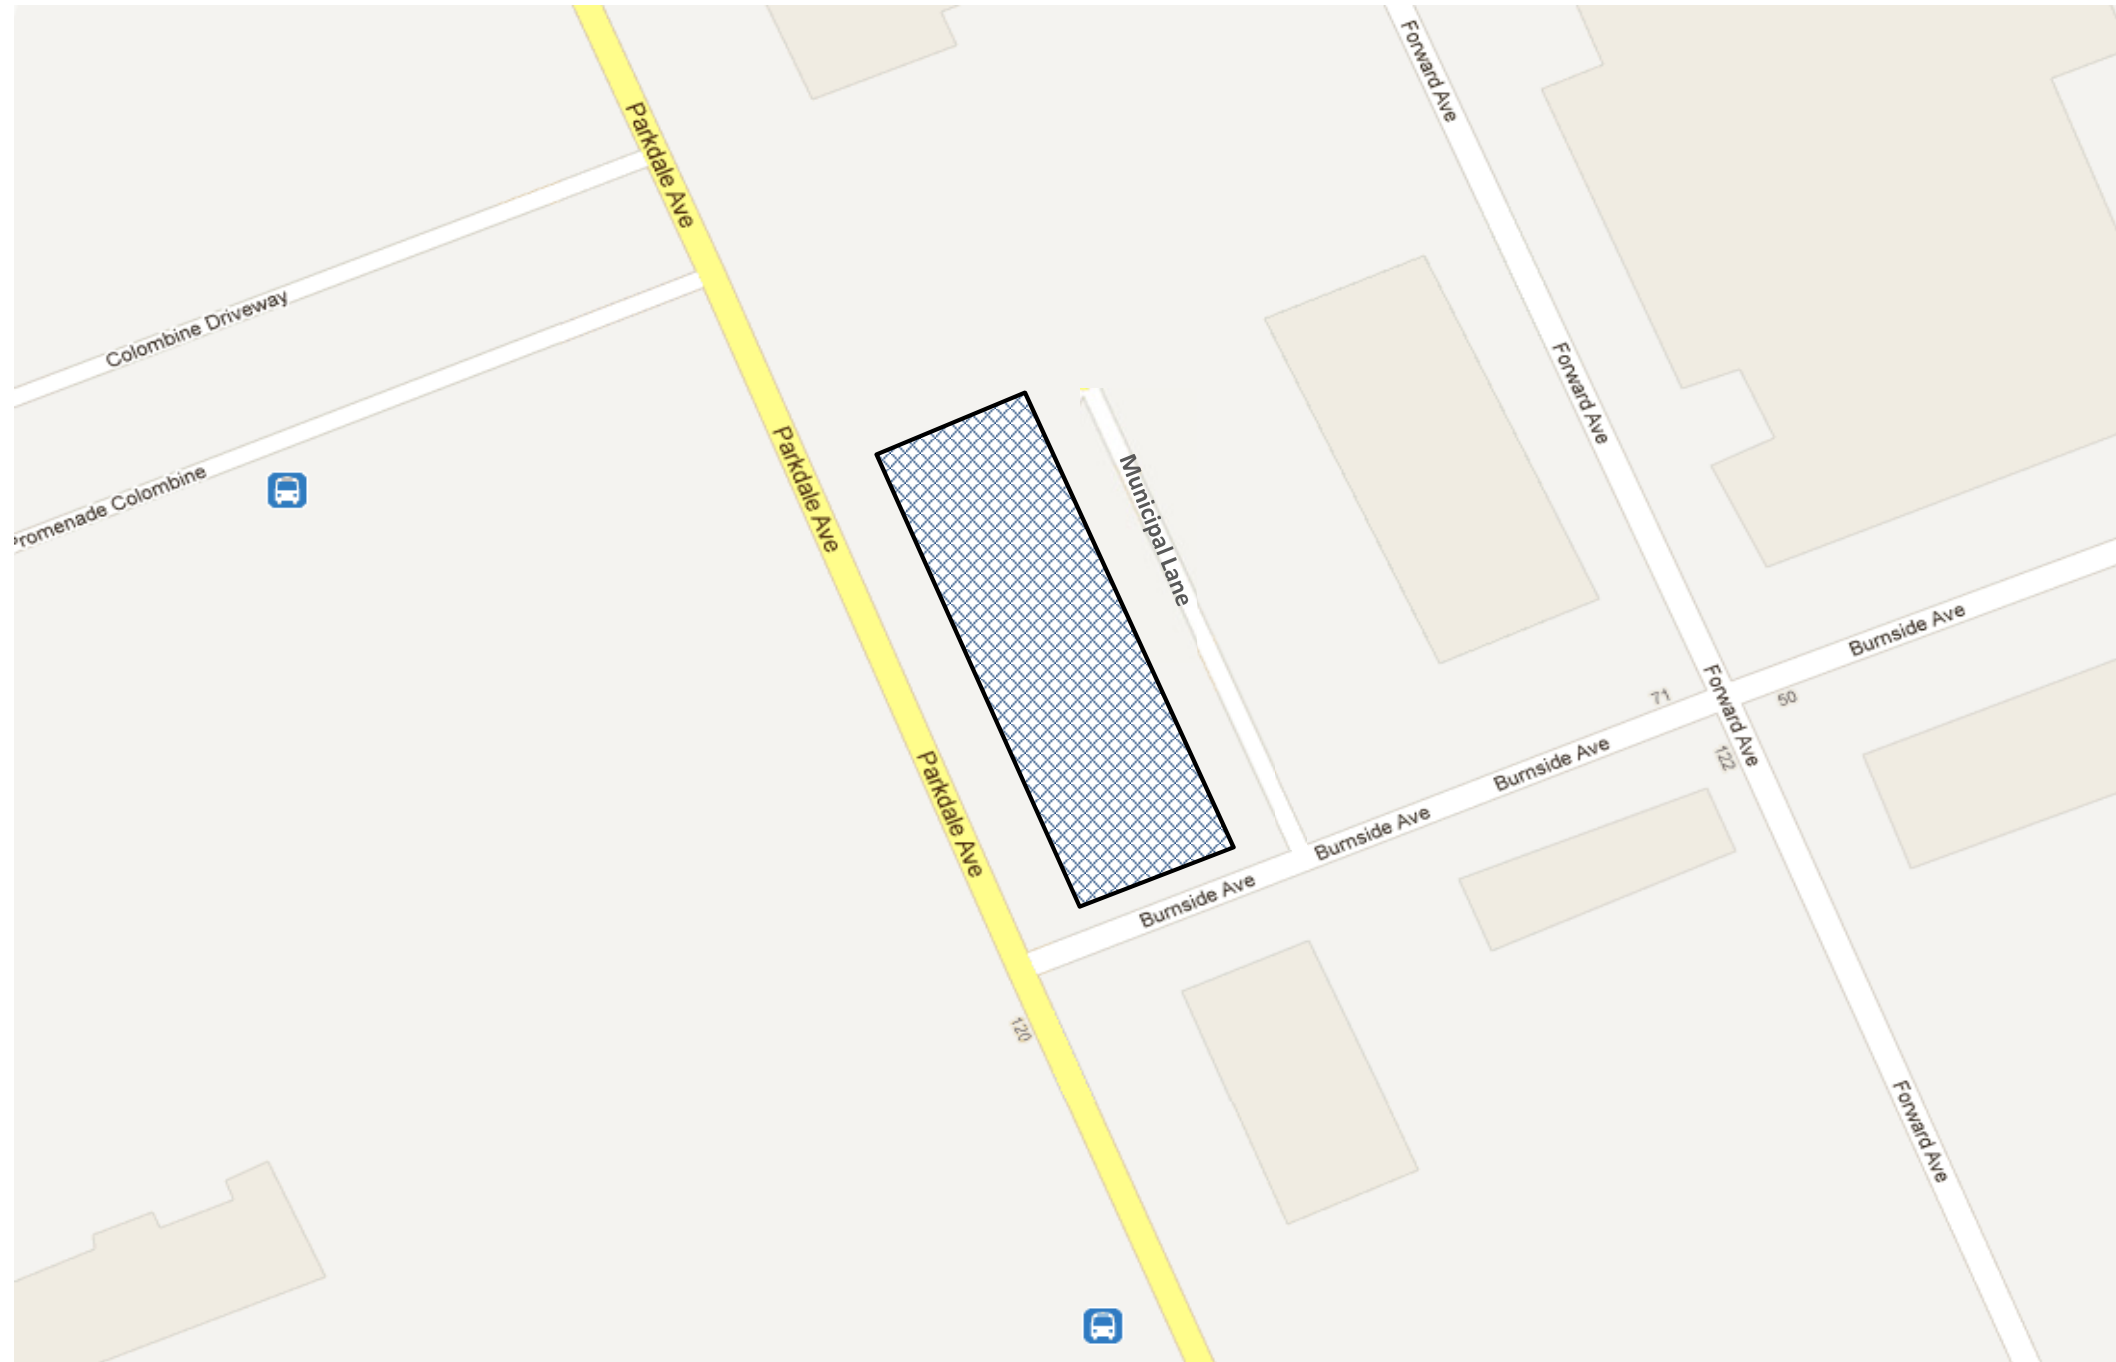 Forward Ave
Parkdale Ave
Colombine Driveway
Forward Ave
Parkdale Ave
Municipal Lane
Promenade Colombine
Burnside Ave
71
50
Forward Ave
122
Burnside Ave
Burnside Ave
Parkdale Ave
Burnside Ave
120
Forward Ave